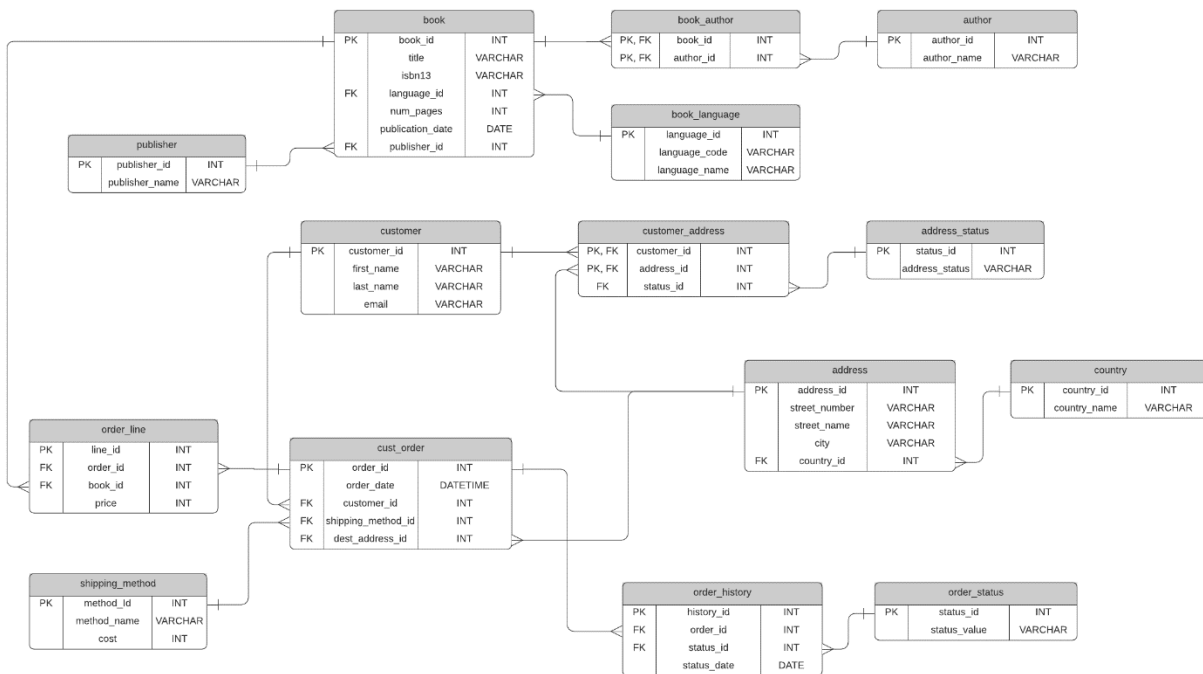 book
PK book_id INT
title VARCHAR
isbn13 VARCHAR
FK language_id INT
num_pages INT
publication_date DATE
FK publisher_id INT
book_author
PK, FK book_id INT
PK, FK author_id INT
author
PK author_id INT
author_name VARCHAR
book_language
PK language_id INT
language_code VARCHAR
language_name VARCHAR
publisher
PK publisher_id INT
publisher_name VARCHAR
customer
PK customer_id INT
first_name VARCHAR
last_name VARCHAR
email VARCHAR
customer_address
PK, FK customer_id INT
PK, FK address_id INT
FK status_id INT
address_status
PK status_id INT
address_status VARCHAR
address
PK address_id INT
street_number VARCHAR
street_name VARCHAR
city VARCHAR
FK country_id INT
country
PK country_id INT
country_name VARCHAR
order_line
PK line_id INT
FK order_id INT
FK book_id INT
price INT
cust_order
PK order_id INT
order_date DATETIME
FK customer_id INT
FK shipping_method_id INT
FK dest_address_id INT
shipping_method
PK method_Id INT
method_name VARCHAR
cost INT
order_history
PK history_id INT
FK order_id INT
FK status_id INT
status_date DATE
order_status
PK status_id INT
status_value VARCHAR